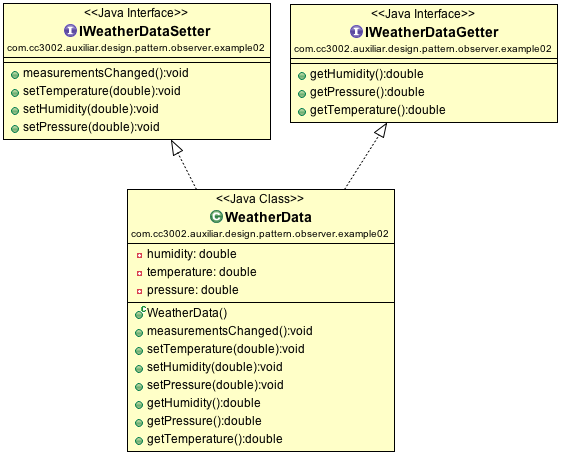 <<Java Interface>>
I IWeatherDataSetter
com.cc3002.auxiliar.design.pattern.observer.example02
measurementsChanged():void
setTemperature(double):void
setHumidity(double):void
setPressure(double):void
<<Java Interface>>
I IWeatherDataGetter
com.cc3002.auxiliar.design.pattern.observer.example02
getHumidity():double
getPressure():double
getTemperature():double
<<Java Class>>
C WeatherData
com.cc3002.auxiliar.design.pattern.observer.example02
humidity: double
temperature: double
pressure: double
c WeatherData()
measurementsChanged():void
setTemperature(double):void
setHumidity(double):void
setPressure(double):void
getHumidity():double
getPressure():double
getTemperature():double